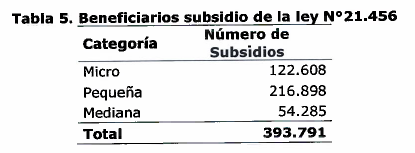 Tabla 5. Beneficiarios subsidio de la ley N°21.456
Categoría Número de Subsidios
Micro 122.608
Pequeña 216.898
Mediana 54.285
Total 393.791